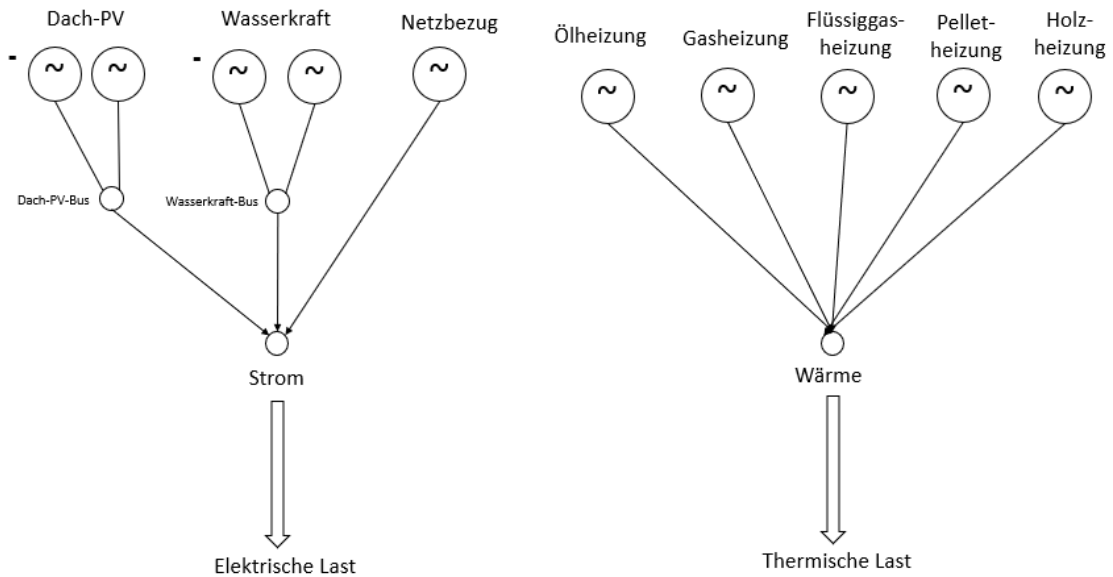 Dach-PV
Wasserkraft
Netzbezug
- ~ ~
- ~ ~
~
Dach-PV-Bus
Wasserkraft-Bus
Strom
Elektrische Last
Ölheizung
Gasheizung
Flüssiggas-
heizung
Pellet-
heizung
Holz-
heizung
~ ~ ~ ~ ~
Wärme
Thermische Last